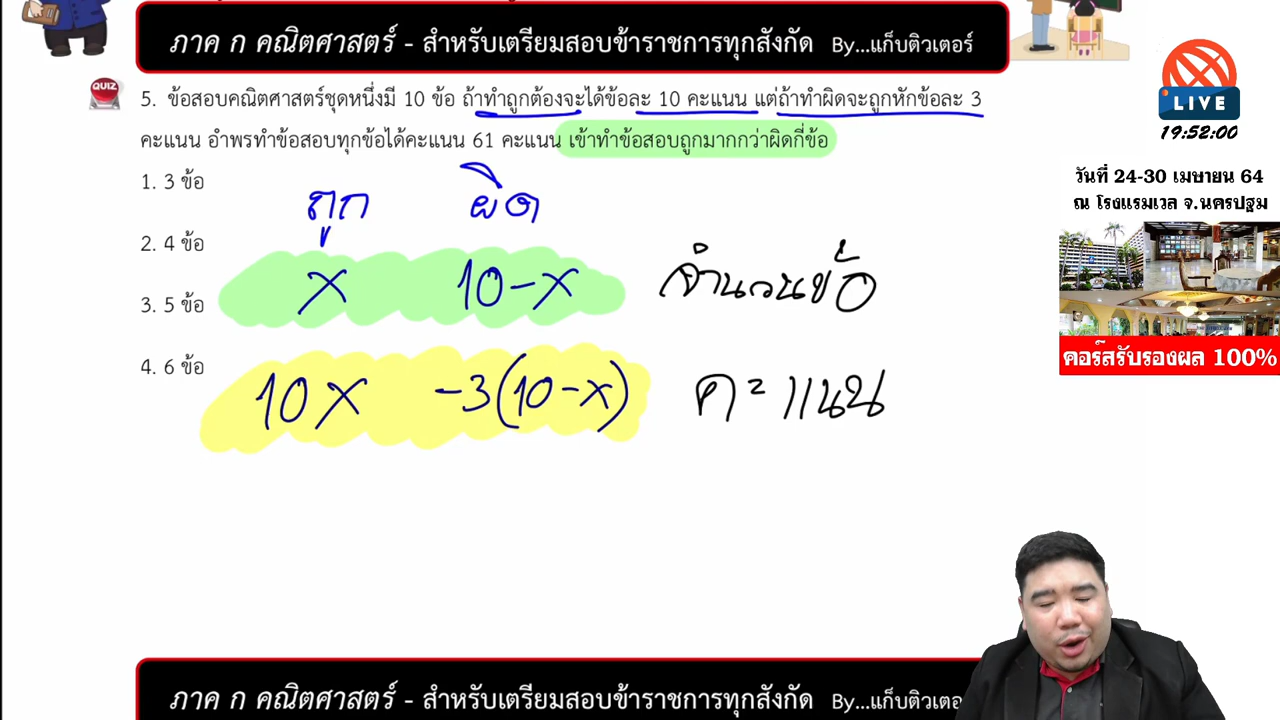 ภาค ก คณิตศาสตร์ - สำหรับเตรียมสอบข้าราชการทุกสังกัด By...แก็บติวเตอร์
QUIZ
5. ข้อสอบคณิตศาสตร์ชุดหนึ่งมี 10 ข้อ ถ้าทำถูกต้องจะได้ข้อละ 10 คะแนน แต่ถ้าทำผิดจะถูกหักข้อละ 3
คะแนน อำพรทำข้อสอบทุกข้อได้คะแนน 61 คะแนน เข้าทำข้อสอบถูกมากกว่าผิดกี่ข้อ
LIVE
19:52:00
วันที่ 24-30 เมษายน 64
ณ โรงแรมเวล จ.นครปฐม
คอร์สรับรองผล 100%
1. 3 ข้อ
ถูก ผิด
2. 4 ข้อ
x 10-x จำนวนข้อ
3. 5 ข้อ
4. 6 ข้อ
10x -3(10-x) คะแนน
ภาค ก คณิตศาสตร์ - สำหรับเตรียมสอบข้าราชการทุกสังกัด By...แก็บติวเตอ